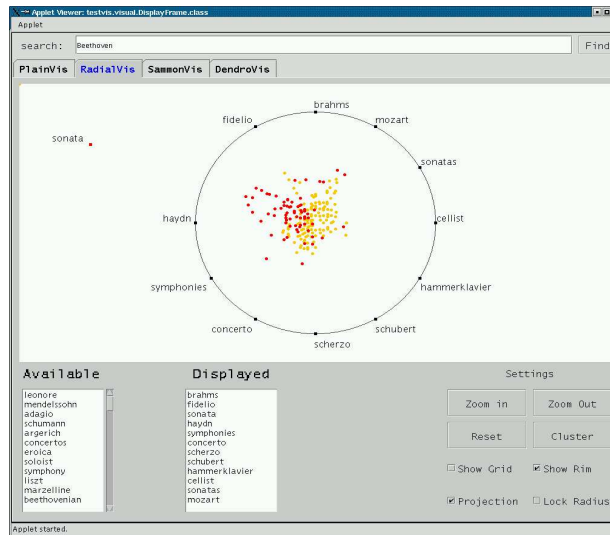 Applet Viewer: testvis.visual.DisplayFrame.class
Applet
search: Beethoven Find
PlainVis RadialVis SammonVis DendroVis
brahms
fidelio mozart
sonata
sonatas
haydn cellist
symphonies hammerklavier
concerto schubert
scherzo
Available Displayed Settings
leonore
mendelssohn
adagio
schumann
argerich
concertos
eroica
soloist
symphony
liszt
marzelline
beethovenian
brahms
fidelio
sonata
haydn
symphonies
concerto
scherzo
schubert
hammerklavier
cellist
sonatas
mozart
Zoom in Zoom Out
Reset Cluster
Show Grid Show Rim
Projection Lock Radius
Applet started.